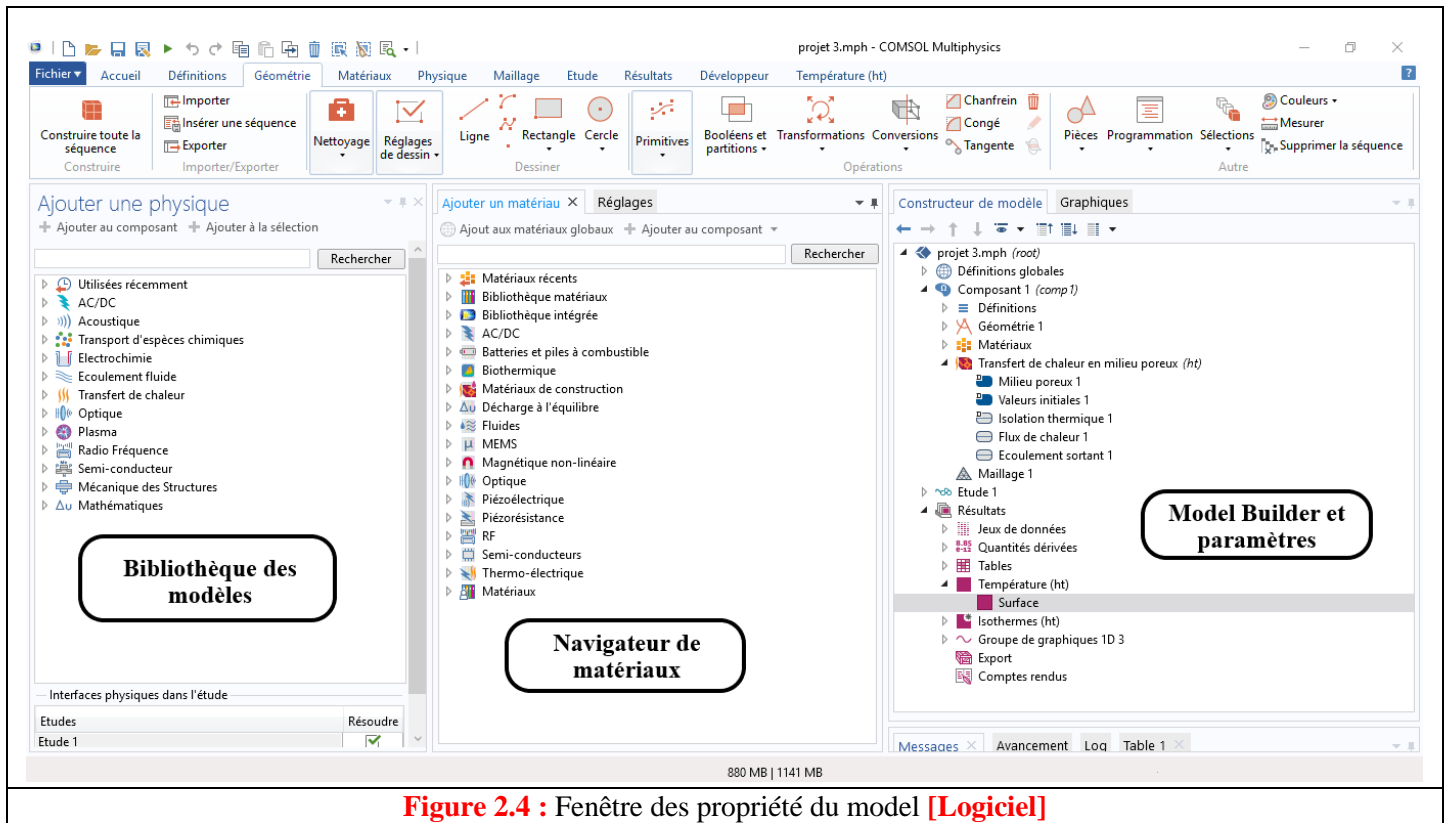 projet 3.mph - COMSOL Multiphysics
Fichier Accueil Définitions Géométrie Matériaux Physique Maillage Etude Résultats Développeur Température (ht)
Construire toute la séquence
Construire
Importer
Insérer une séquence
Exporter
Importer/Exporter
Nettoyage
Réglages de dessin
Ligne
Rectangle
Cercle
Dessiner
Primitives
Booléens et partitions
Transformations
Conversions
Chanfrein
Congé
Tangente
Opérations
Pièces
Programmation
Sélections
Couleurs
Mesurer
Supprimer la séquence
Autre
Ajouter une physique
Ajouter au composant Ajouter à la sélection
Rechercher
Utilisées récemment
AC/DC
Acoustique
Transport d'espèces chimiques
Electrochimie
Ecoulement fluide
Transfert de chaleur
Optique
Plasma
Radio Fréquence
Semi-conducteur
Mécanique des Structures
Mathématiques
Bibliothèque des
modèles
Interfaces physiques dans l'étude
Etudes Résoudre
Etude 1
Ajouter un matériau Réglages
Ajout aux matériaux globaux Ajouter au composant
Rechercher
Matériaux récents
Bibliothèque matériaux
Bibliothèque intégrée
AC/DC
Batteries et piles à combustible
Biothermique
Matériaux de construction
Décharge à l'équilibre
Fluides
MEMS
Magnétique non-linéaire
Optique
Piézoélectrique
Piézorésistance
RF
Semi-conducteurs
Thermo-électrique
Matériaux
Navigateur de
matériaux
Constructeur de modèle Graphiques
projet 3.mph (root)
Définitions globales
Composant 1 (comp1)
Définitions
Géométrie 1
Matériaux
Transfert de chaleur en milieu poreux (ht)
Milieu poreux 1
Valeurs initiales 1
Isolation thermique 1
Flux de chaleur 1
Ecoulement sortant 1
Maillage 1
Etude 1
Résultats
Jeux de données
Quantités dérivées
Tables
Température (ht)
Surface
Isothermes (ht)
Groupe de graphiques 1D 3
Export
Comptes rendus
Model Builder et
paramètres
Messages Avancement Log Table 1
880 MB | 1141 MB
Figure 2.4 : Fenêtre des propriété du model [Logiciel]